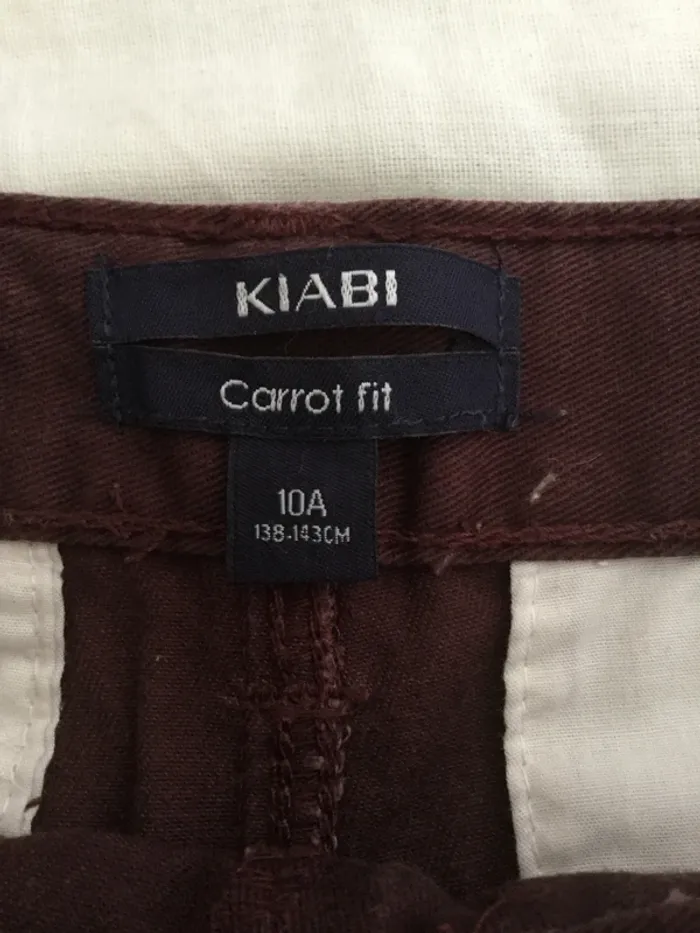 KIABI
Carrot fit
10A
138-143CM